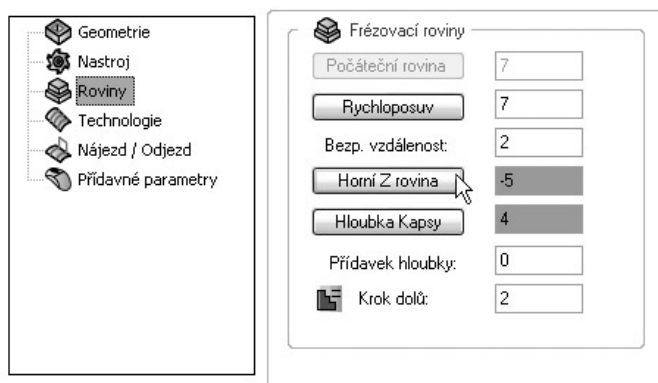 Geometrie
Nastroj
Roviny
Technologie
Nájezd / Odjezd
Přídavné parametry
Frézovací roviny
Počáteční rovina 7
Rychloposuv 7
Bezp. vzdálenost: 2
Horní Z rovina -5
Hloubka Kapsy 4
Přídavek hloubky: 0
Krok dolů: 2